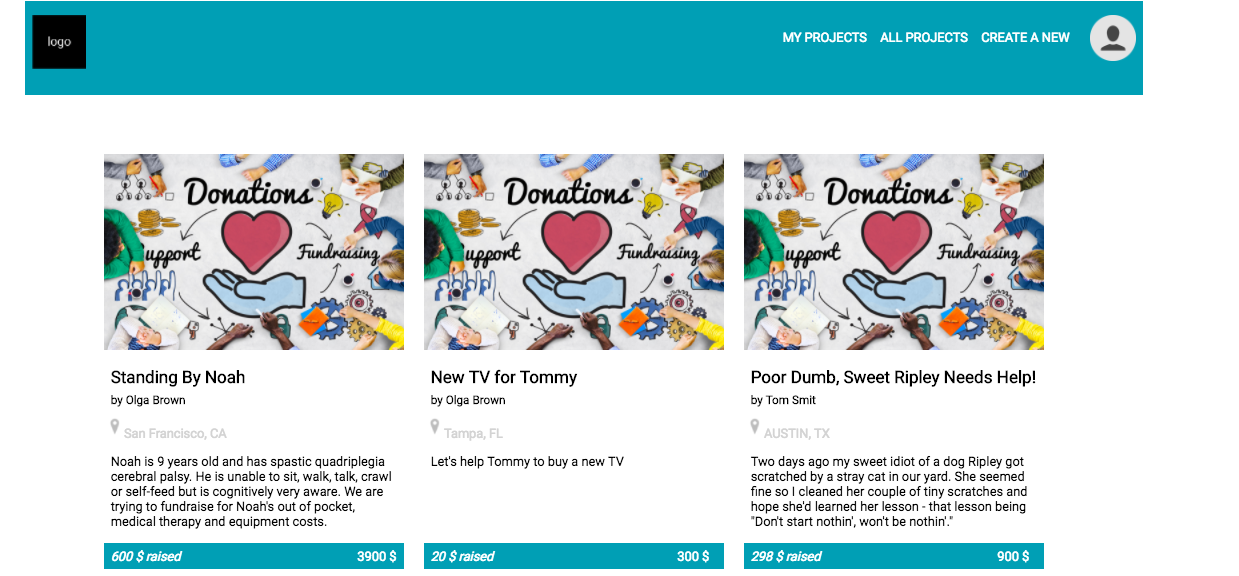 logo
MY PROJECTS ALL PROJECTS CREATE A NEW
Donations
upport
Fundraising
Donations
upport
Fundraising
Donations
upport
Fundraising
Standing By Noah
by Olga Brown
San Francisco, CA
Noah is 9 years old and has spastic quadriplegia
cerebral palsy. He is unable to sit, walk, talk, crawl
or self-feed but is cognitively very aware. We are
trying to fundraise for Noah's out of pocket,
medical therapy and equipment costs.
600 $ raised 3900 $
New TV for Tommy
by Olga Brown
Tampa, FL
Let's help Tommy to buy a new TV
20 $ raised 300 $
Poor Dumb, Sweet Ripley Needs Help!
by Tom Smit
AUSTIN, TX
Two days ago my sweet idiot of a dog Ripley got
scratched by a stray cat in our yard. She seemed
fine so I cleaned her couple of tiny scratches and
hope she'd learned her lesson - that lesson being
"Don't start nothin', won't be nothin'."
298 $ raised 900 $